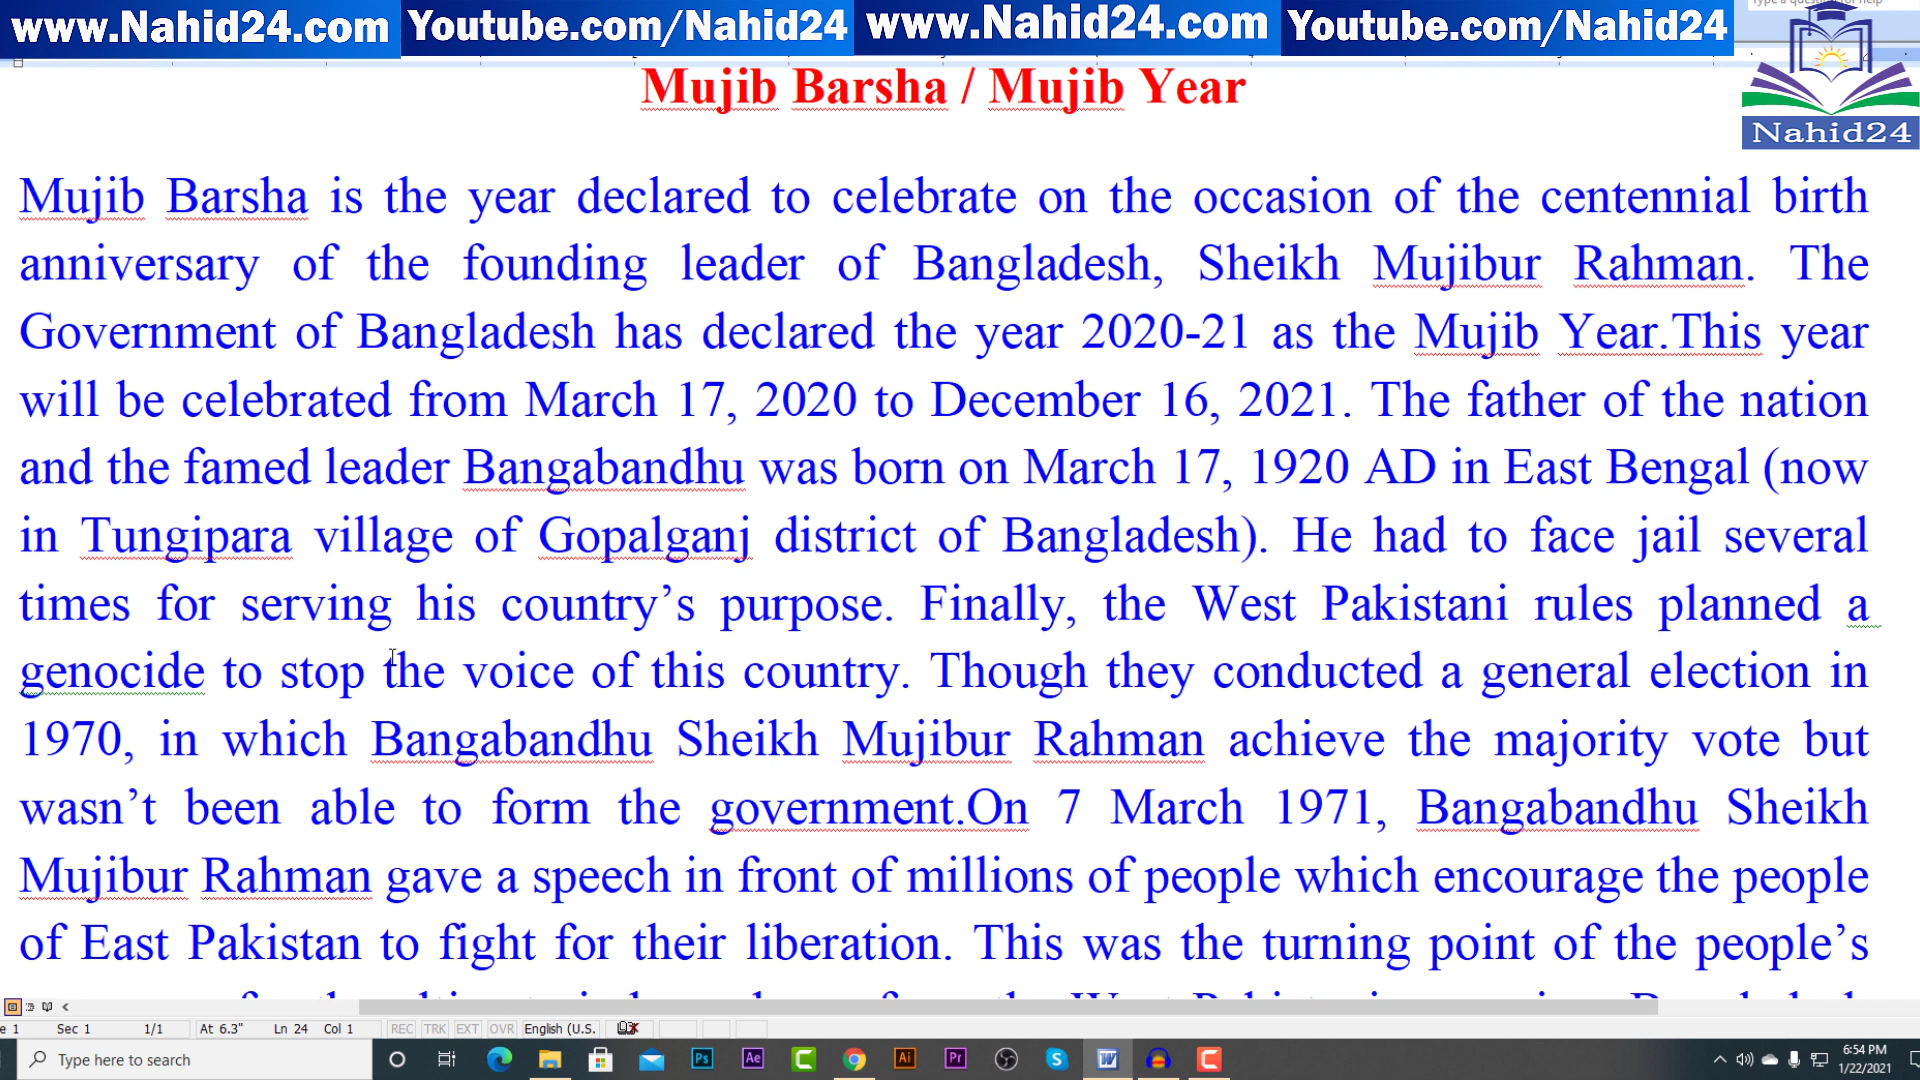 www.Nahid24.com Youtube.com/Nahid24 www.Nahid24.com Youtube.com/Nahid24
Type a question for help
Mujib Barsha / Mujib Year
Nahid24
Mujib Barsha is the year declared to celebrate on the occasion of the centennial birth
anniversary of the founding leader of Bangladesh, Sheikh Mujibur Rahman. The
Government of Bangladesh has declared the year 2020-21 as the Mujib Year.This year
will be celebrated from March 17, 2020 to December 16, 2021. The father of the nation
and the famed leader Bangabandhu was born on March 17, 1920 AD in East Bengal (now
in Tungipara village of Gopalganj district of Bangladesh). He had to face jail several
times for serving his country's purpose. Finally, the West Pakistani rules planned a
genocide to stop the voice of this country. Though they conducted a general election in
1970, in which Bangabandhu Sheikh Mujibur Rahman achieve the majority vote but
wasn't been able to form the government.On 7 March 1971, Bangabandhu Sheikh
Mujibur Rahman gave a speech in front of millions of people which encourage the people
of East Pakistan to fight for their liberation. This was the turning point of the people's
e 1 Sec 1 1/1 At 6.3" Ln 24 Col 1 REC TRK EXT OVR English (U.S.
Type here to search Ps Ae C Ai Pr S W C
6:54 PM
1/22/2021